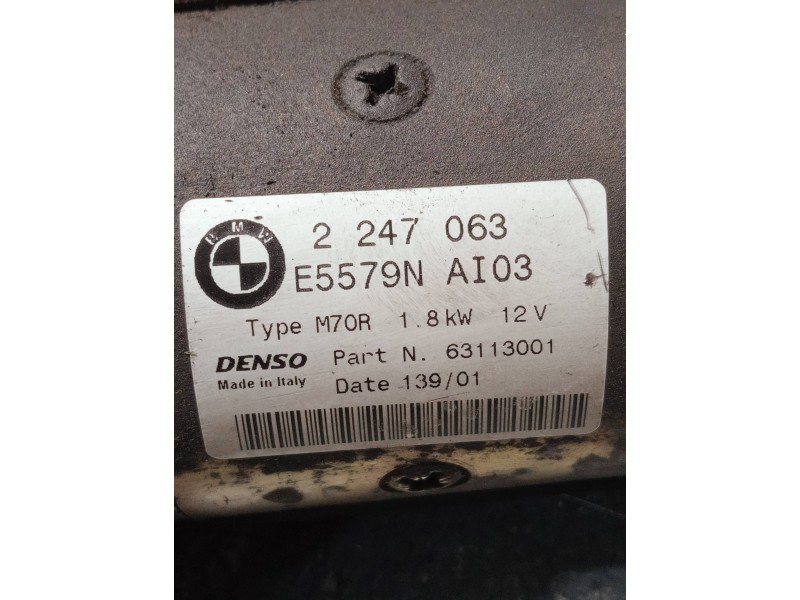 BMW
2 247 063
E5579N AI03
Type M70R 1.8kW 12V
DENSO Part N. 63113001
Made in Italy Date 139/01